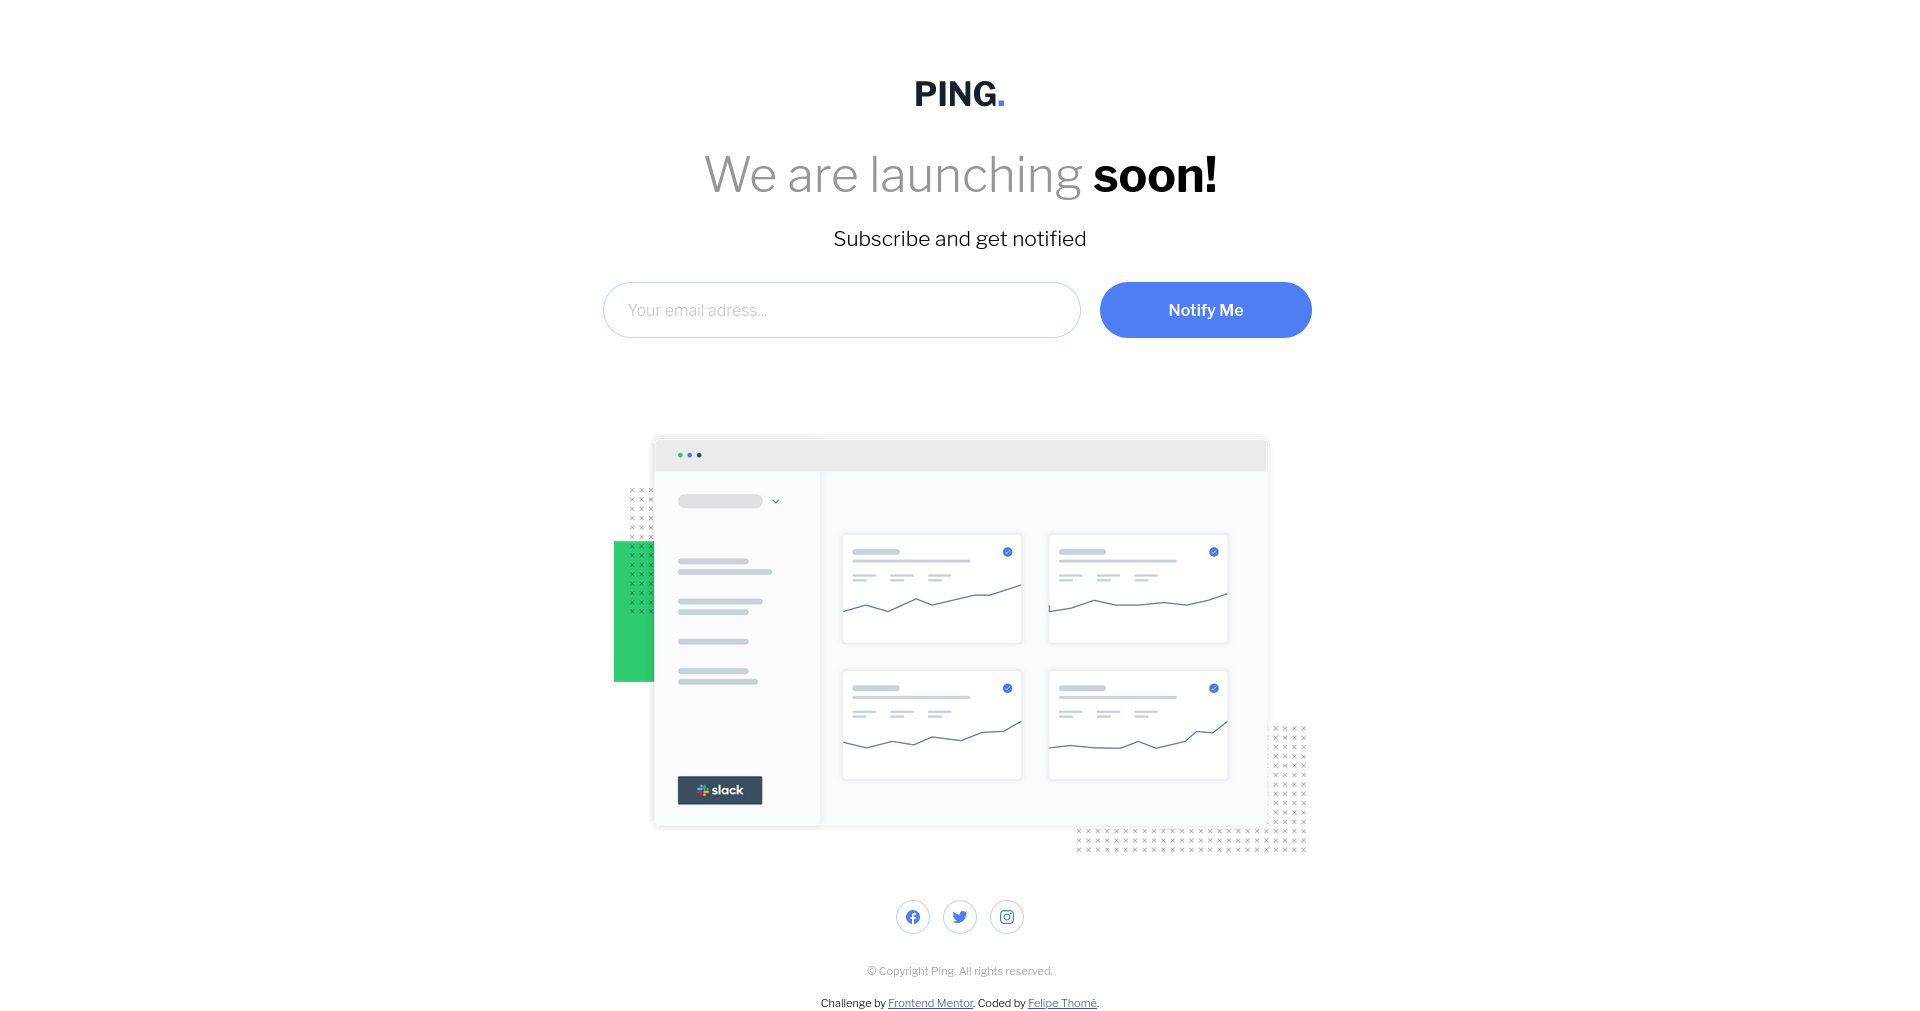 PING.
We are launching soon!
Subscribe and get notified
Your email adress...
Notify Me
slack
© Copyright Ping. All rights reserved.
Challenge by Frontend Mentor. Coded by Felipe Thomé.